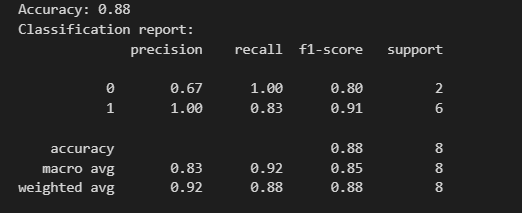 Accuracy: 0.88
Classification report:
precision recall f1-score support
0 0.67 1.00 0.80 2
1 1.00 0.83 0.91 6
accuracy 0.88 8
macro avg 0.83 0.92 0.85 8
weighted avg 0.92 0.88 0.88 8